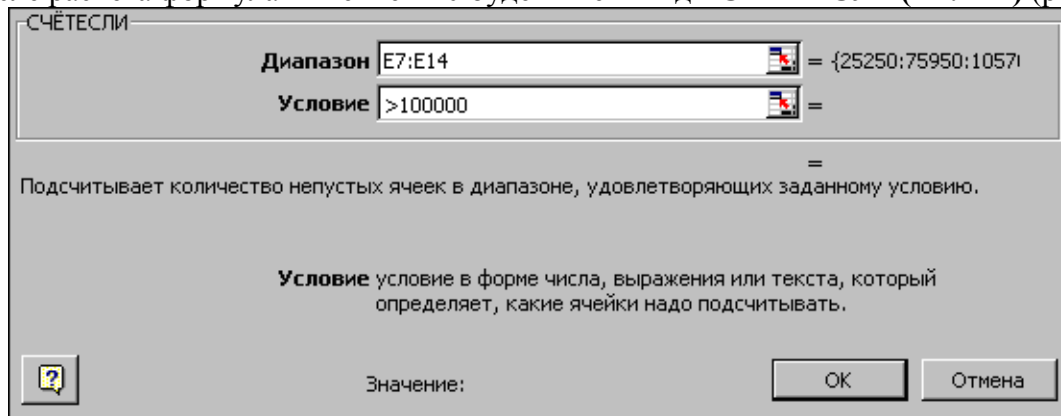 СЧЁТЕСЛИ
Диапазон E7:E14 = {25250:75950:1057
Условие >100000 =
=
Подсчитывает количество непустых ячеек в диапазоне, удовлетворяющих заданному условию.
Условие условие в форме числа, выражения или текста, который
определяет, какие ячейки надо подсчитывать.
Значение:
OK
Отмена